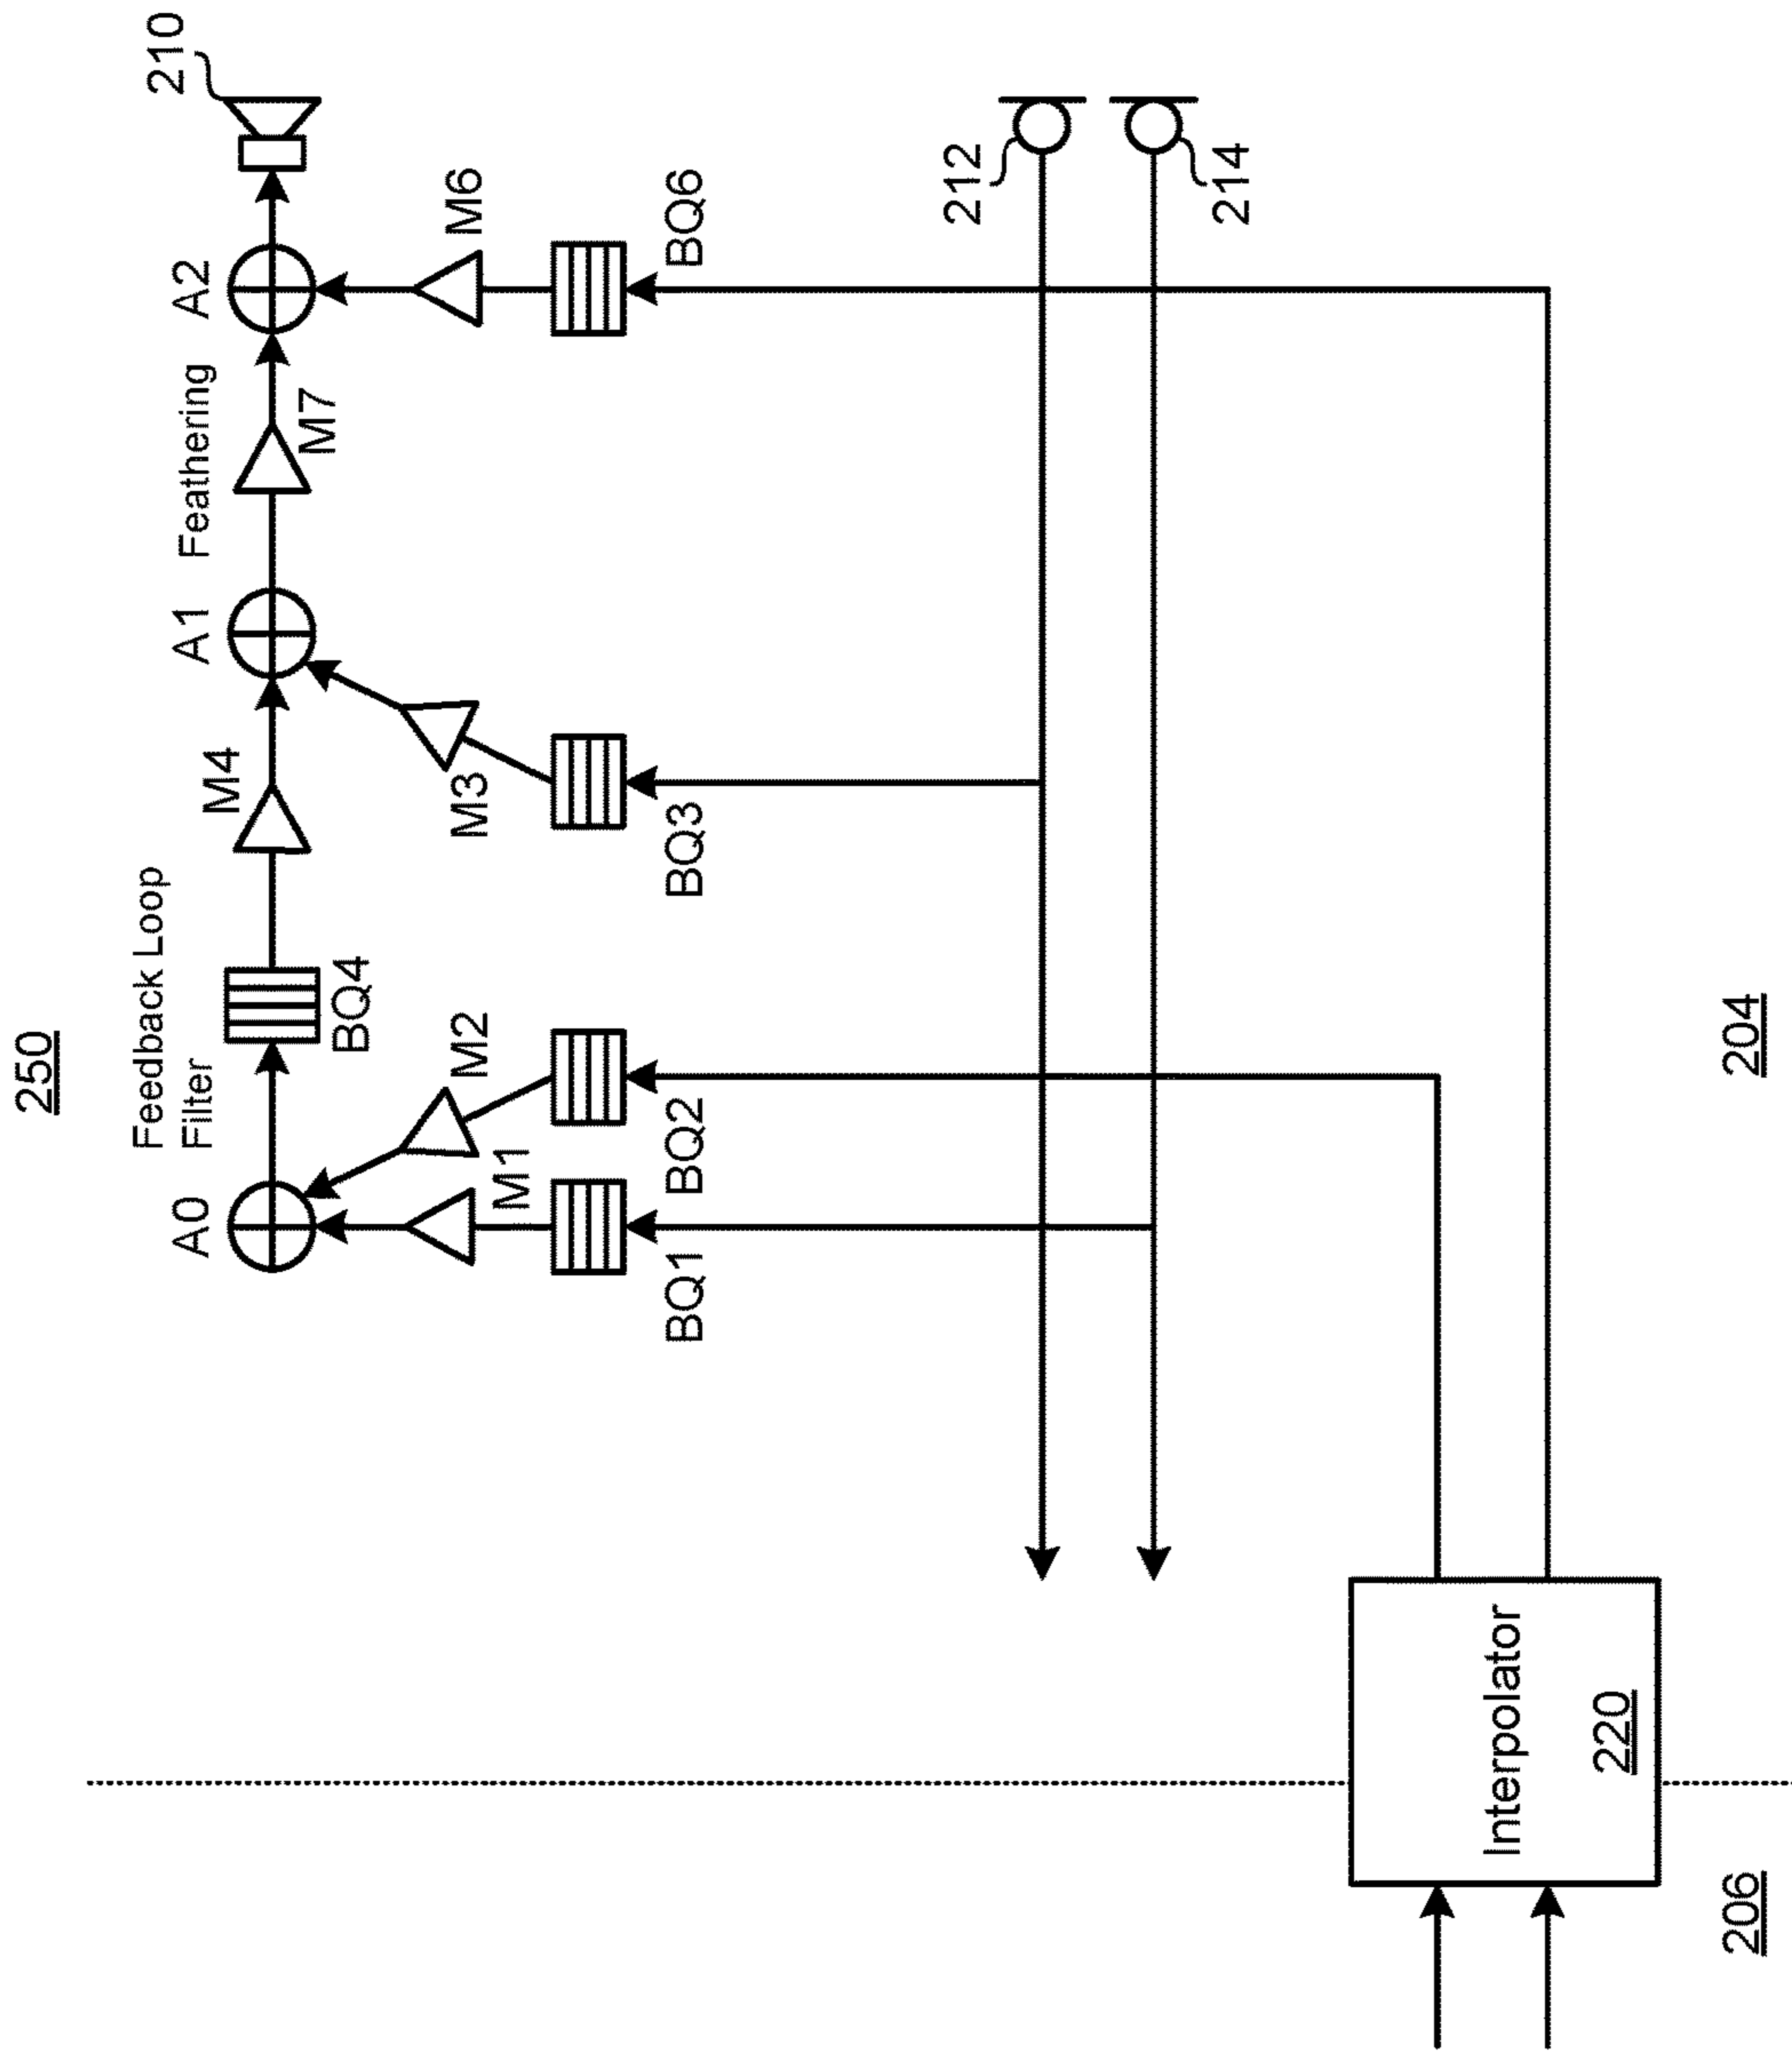 250
Feedback Loop
Filter
Feathering
A0
A1
A2
210
BQ4
M4
M7
M1
M2
M3
M6
BQ1
BQ2
BQ3
BQ6
212
214
Interpolator
220
206
204